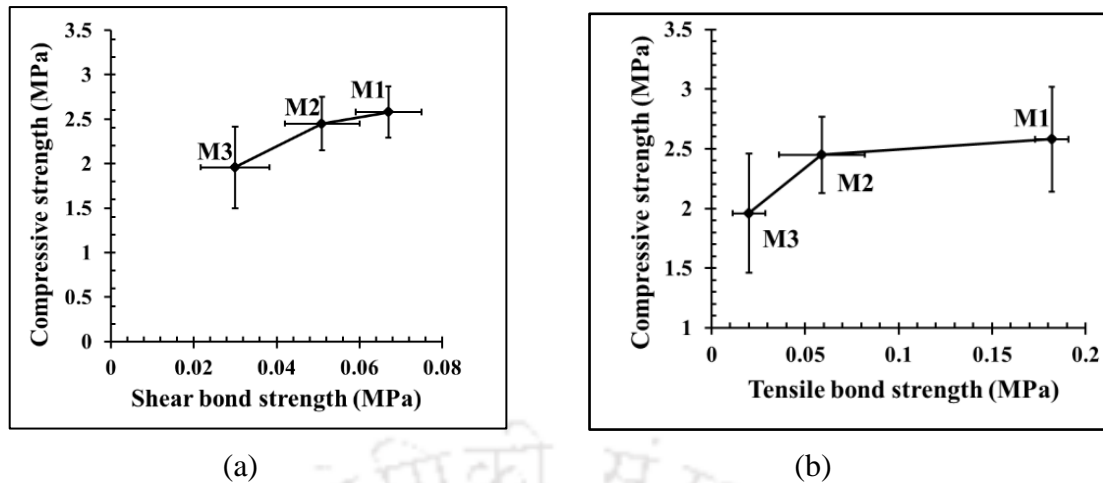 Compressive strength (MPa)
3.5
3
2.5
2
1.5
1
0.5
0
M3
M2
M1
0
0.02
0.04
0.06
0.08
Shear bond strength (MPa)
(a)
Compressive strength (MPa)
3.5
3
2.5
2
1.5
1
M1
M2
M3
0
0.05
0.1
0.15
0.2
Tensile bond strength (MPa)
(b)